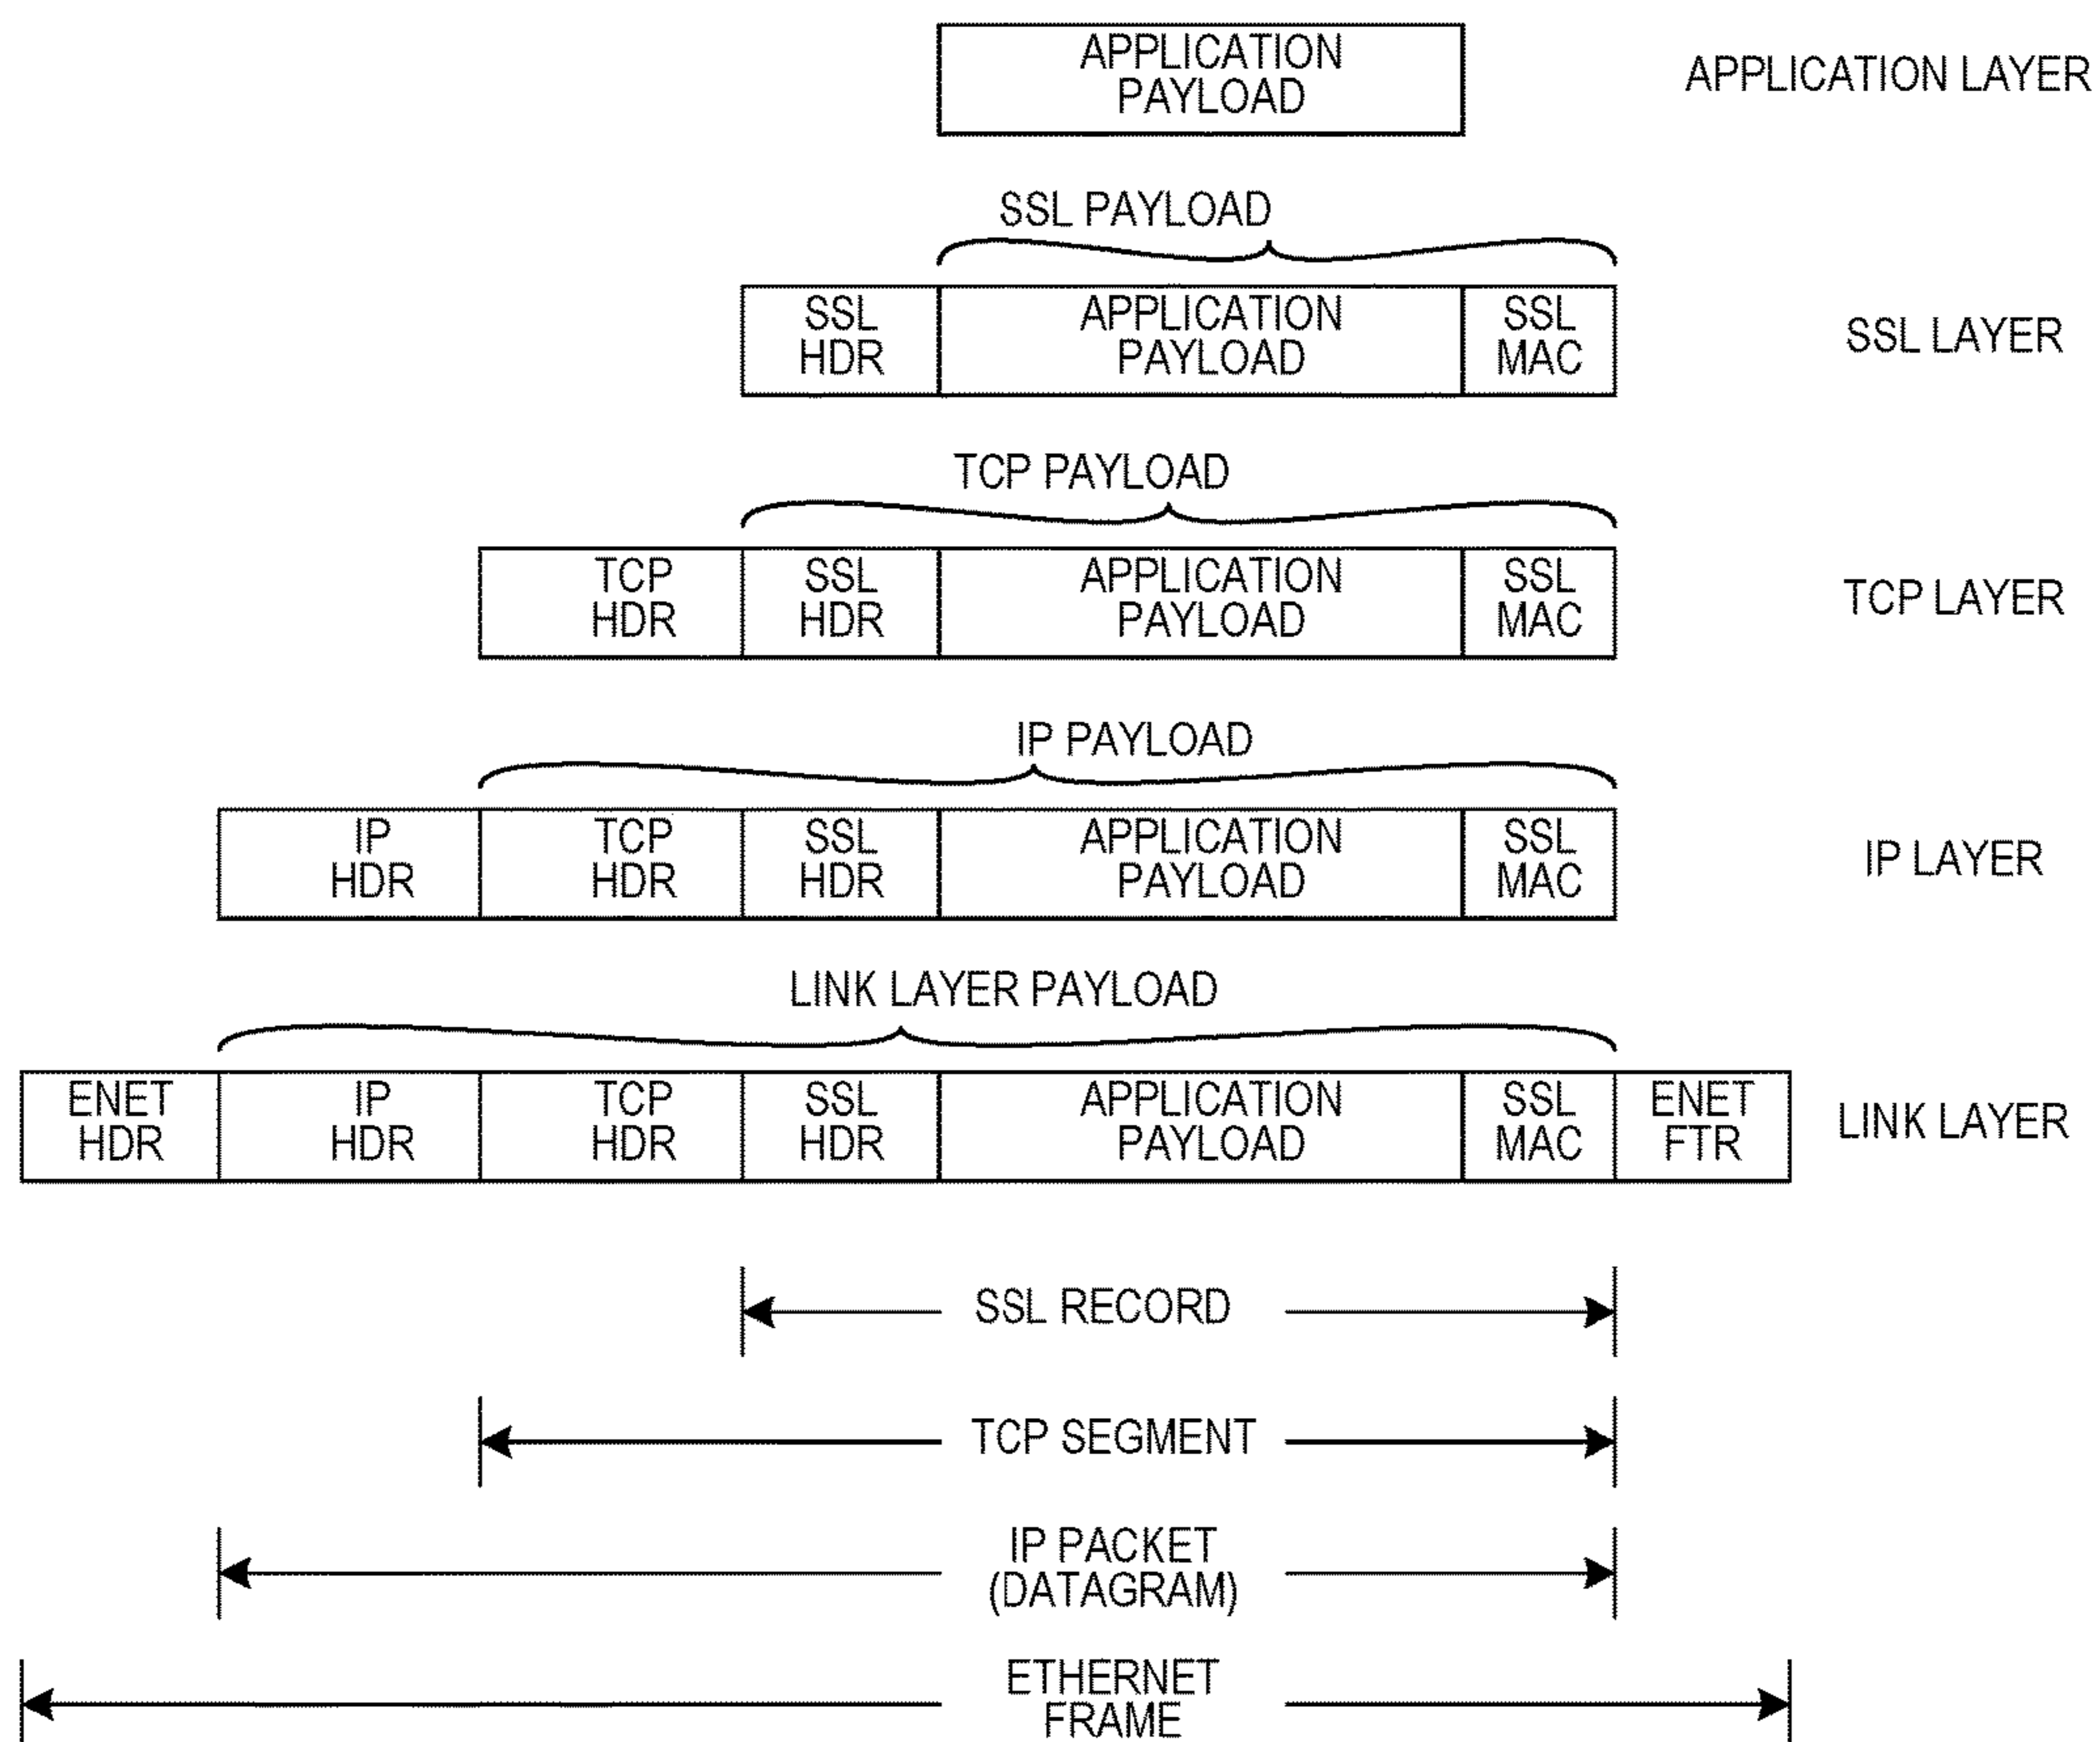 APPLICATION
PAYLOAD
APPLICATION LAYER
SSL PAYLOAD
SSL
HDR
APPLICATION
PAYLOAD
SSL
MAC
SSL LAYER
TCP PAYLOAD
TCP
HDR
SSL
HDR
APPLICATION
PAYLOAD
SSL
MAC
TCP LAYER
IP PAYLOAD
IP
HDR
TCP
HDR
SSL
HDR
APPLICATION
PAYLOAD
SSL
MAC
IP LAYER
LINK LAYER PAYLOAD
ENET
HDR
IP
HDR
TCP
HDR
SSL
HDR
APPLICATION
PAYLOAD
SSL
MAC
ENET
FTR
LINK LAYER
SSL RECORD
TCP SEGMENT
IP PACKET
(DATAGRAM)
ETHERNET
FRAME